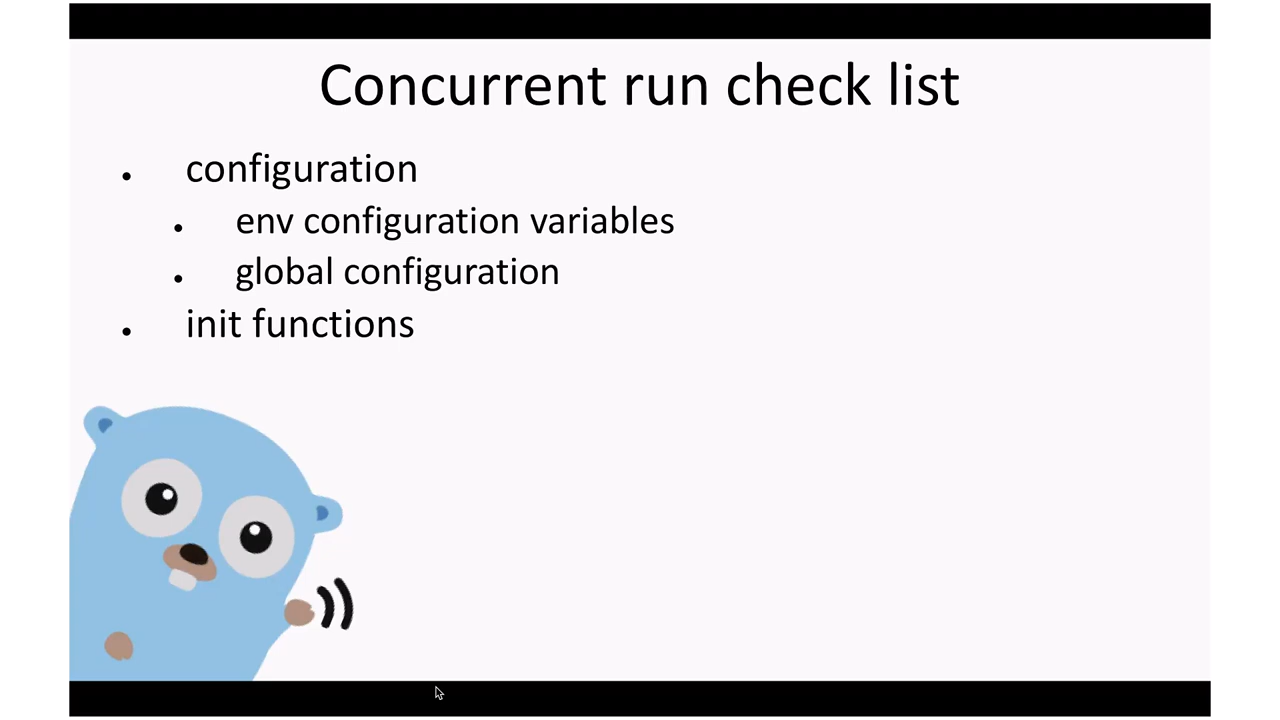 Concurrent run check list
configuration
env configuration variables
global configuration
init functions